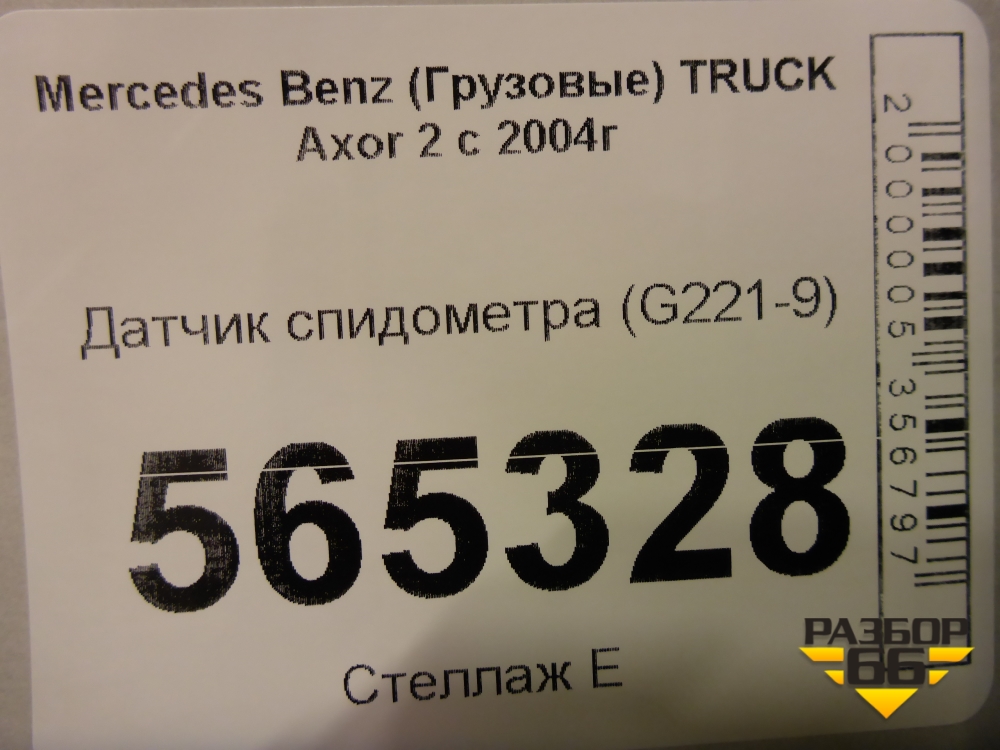 Mercedes Benz (Грузовые) TRUCK
Axor 2 с 2004г
Датчик спидометра (G221-9)
565328
Стеллаж Е
2000005356797
РАЗБОР
66